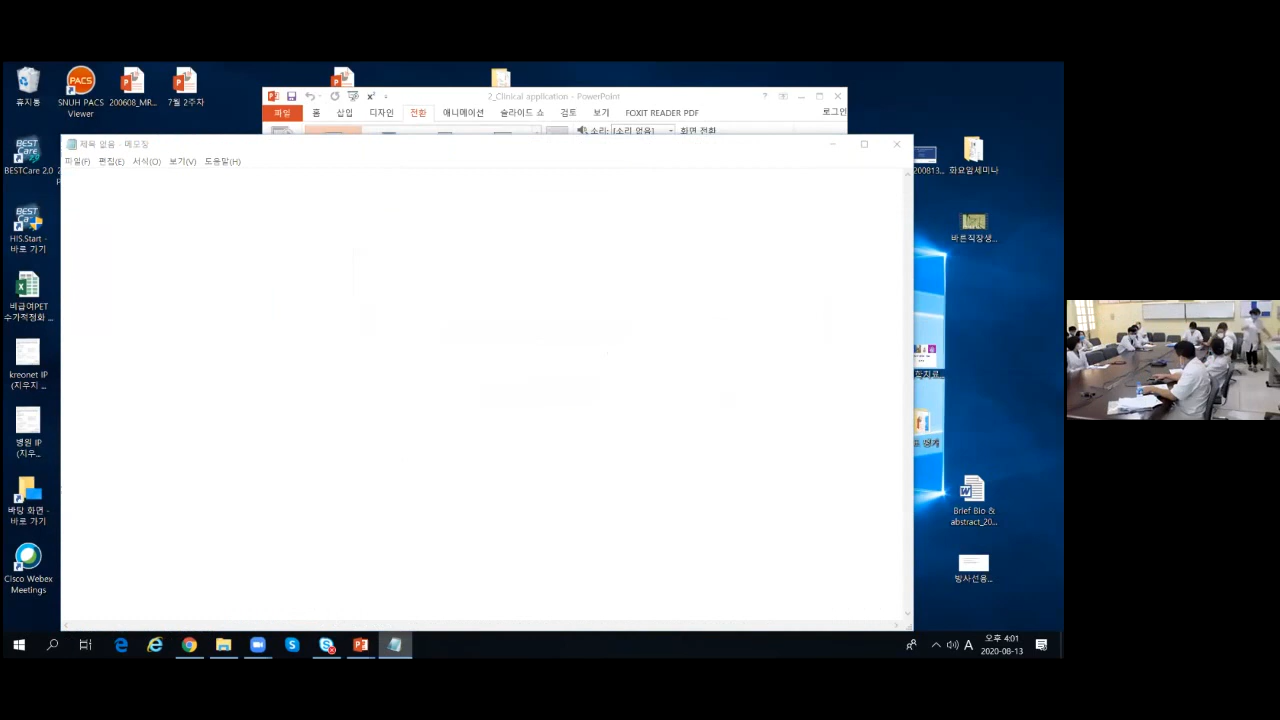 휴지통
SNUH PACS
Viewer
200608_MR...
7월 2주차
BESTCare 2.0
HIS.Start -
바로 가기
비급여PET
수가적정화 ...
kreonet IP
(지우지 ...
병원 IP
(지우...
바탕 화면 -
바로 가기
Cisco Webex
Meetings
2_Clinical application - PowerPoint
파일 홈 삽입 디자인 전환 애니메이션 슬라이드 쇼 검토 보기 FOXIT READER PDF 로그인
소리: [소리 없음] 화면 전환
제목 없음 - 메모장
파일(F) 편집(E) 서식(O) 보기(V) 도움말(H)
200813...
화요일세미나
바른직장생...
Brief Bio &
abstract_20...
방사선용...
A
오후 4:01
2020-08-13